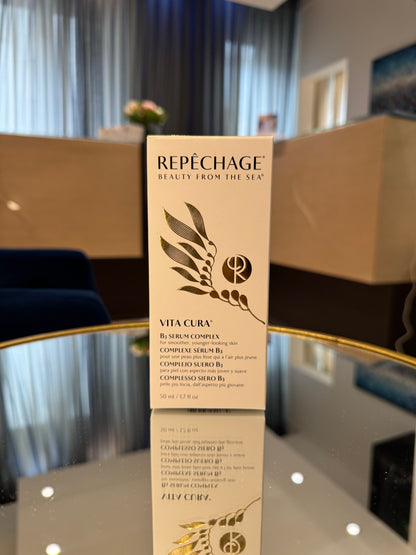 REPÊCHAGE®
BEAUTY FROM THE SEA®
VITA CURA®
B3 SERUM COMPLEX
For smoother, younger-looking skin
COMPLEXE SÉRUM B3
pour une peau plus lisse qui a l'air plus jeune
COMPLEJO SUERO B3
para piel con aspecto más joven y suave
COMPLESSO SIERO B3
pelle più liscia, dall'aspetto più giovane
50 ml / 1.7 fl oz